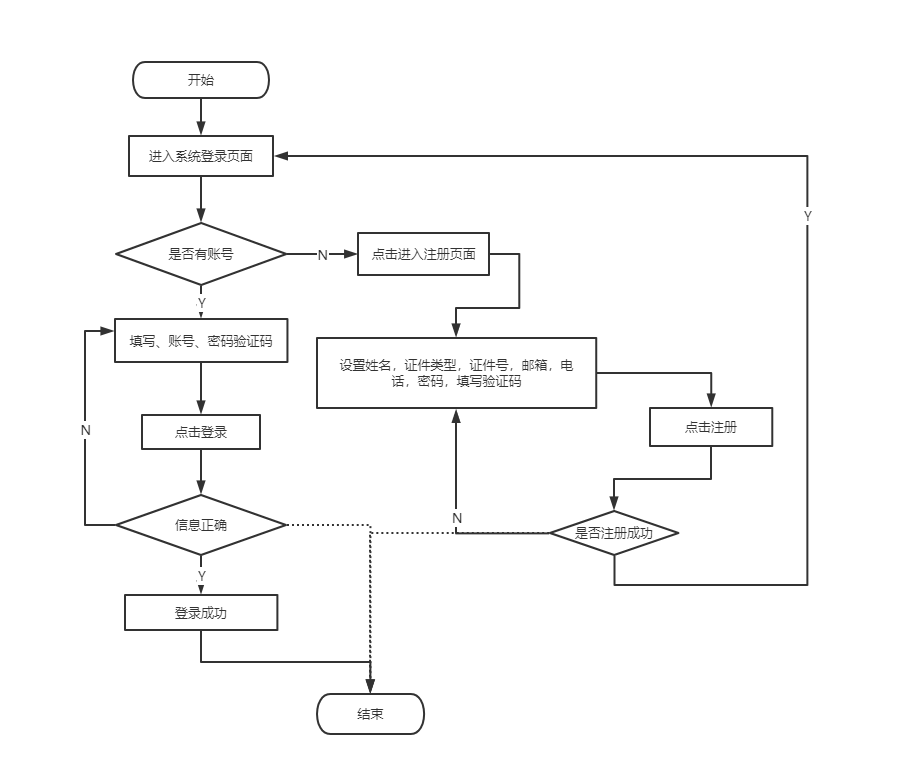 开始
进入系统登录页面
Y
是否有账号
N
点击进入注册页面
Y
填写、账号、密码验证码
设置姓名，证件类型，证件号，邮箱，电
话，密码，填写验证码
N
点击登录
点击注册
信息正确
N
是否注册成功
Y
登录成功
结束